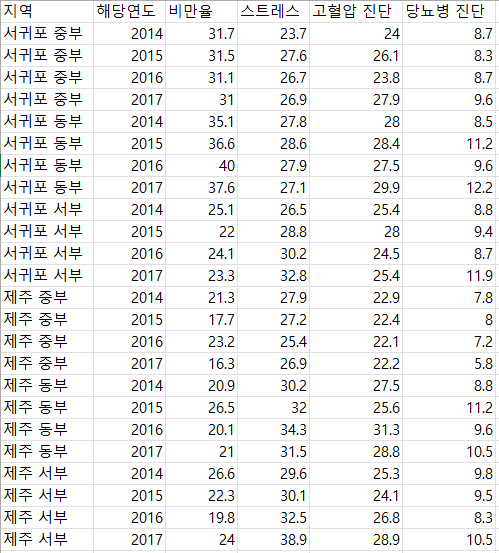 지역 해당연도 비만율 스트레스 고혈압 진단 당뇨병 진단
서귀포 중부 2014 31.7 23.7 24 8.7
서귀포 중부 2015 31.5 27.6 26.1 8.3
서귀포 중부 2016 31.1 26.7 23.8 8.7
서귀포 중부 2017 31 26.9 27.9 9.6
서귀포 동부 2014 35.1 27.8 28 8.5
서귀포 동부 2015 36.6 28.6 28.4 11.2
서귀포 동부 2016 40 27.9 27.5 9.6
서귀포 동부 2017 37.6 27.1 29.9 12.2
서귀포 서부 2014 25.1 26.5 25.4 8.8
서귀포 서부 2015 22 28.8 28 9.4
서귀포 서부 2016 24.1 30.2 24.5 8.7
서귀포 서부 2017 23.3 32.8 25.4 11.9
제주 중부 2014 21.3 27.9 22.9 7.8
제주 중부 2015 17.7 27.2 22.4 8
제주 중부 2016 23.2 25.4 22.1 7.2
제주 중부 2017 16.3 26.9 22.2 5.8
제주 동부 2014 20.9 30.2 27.5 8.8
제주 동부 2015 26.5 32 25.6 11.2
제주 동부 2016 20.1 34.3 31.3 9.6
제주 동부 2017 21 31.5 28.8 10.5
제주 서부 2014 26.6 29.6 25.3 9.8
제주 서부 2015 22.3 30.1 24.1 9.5
제주 서부 2016 19.8 32.5 26.8 8.3
제주 서부 2017 24 38.9 28.9 10.5